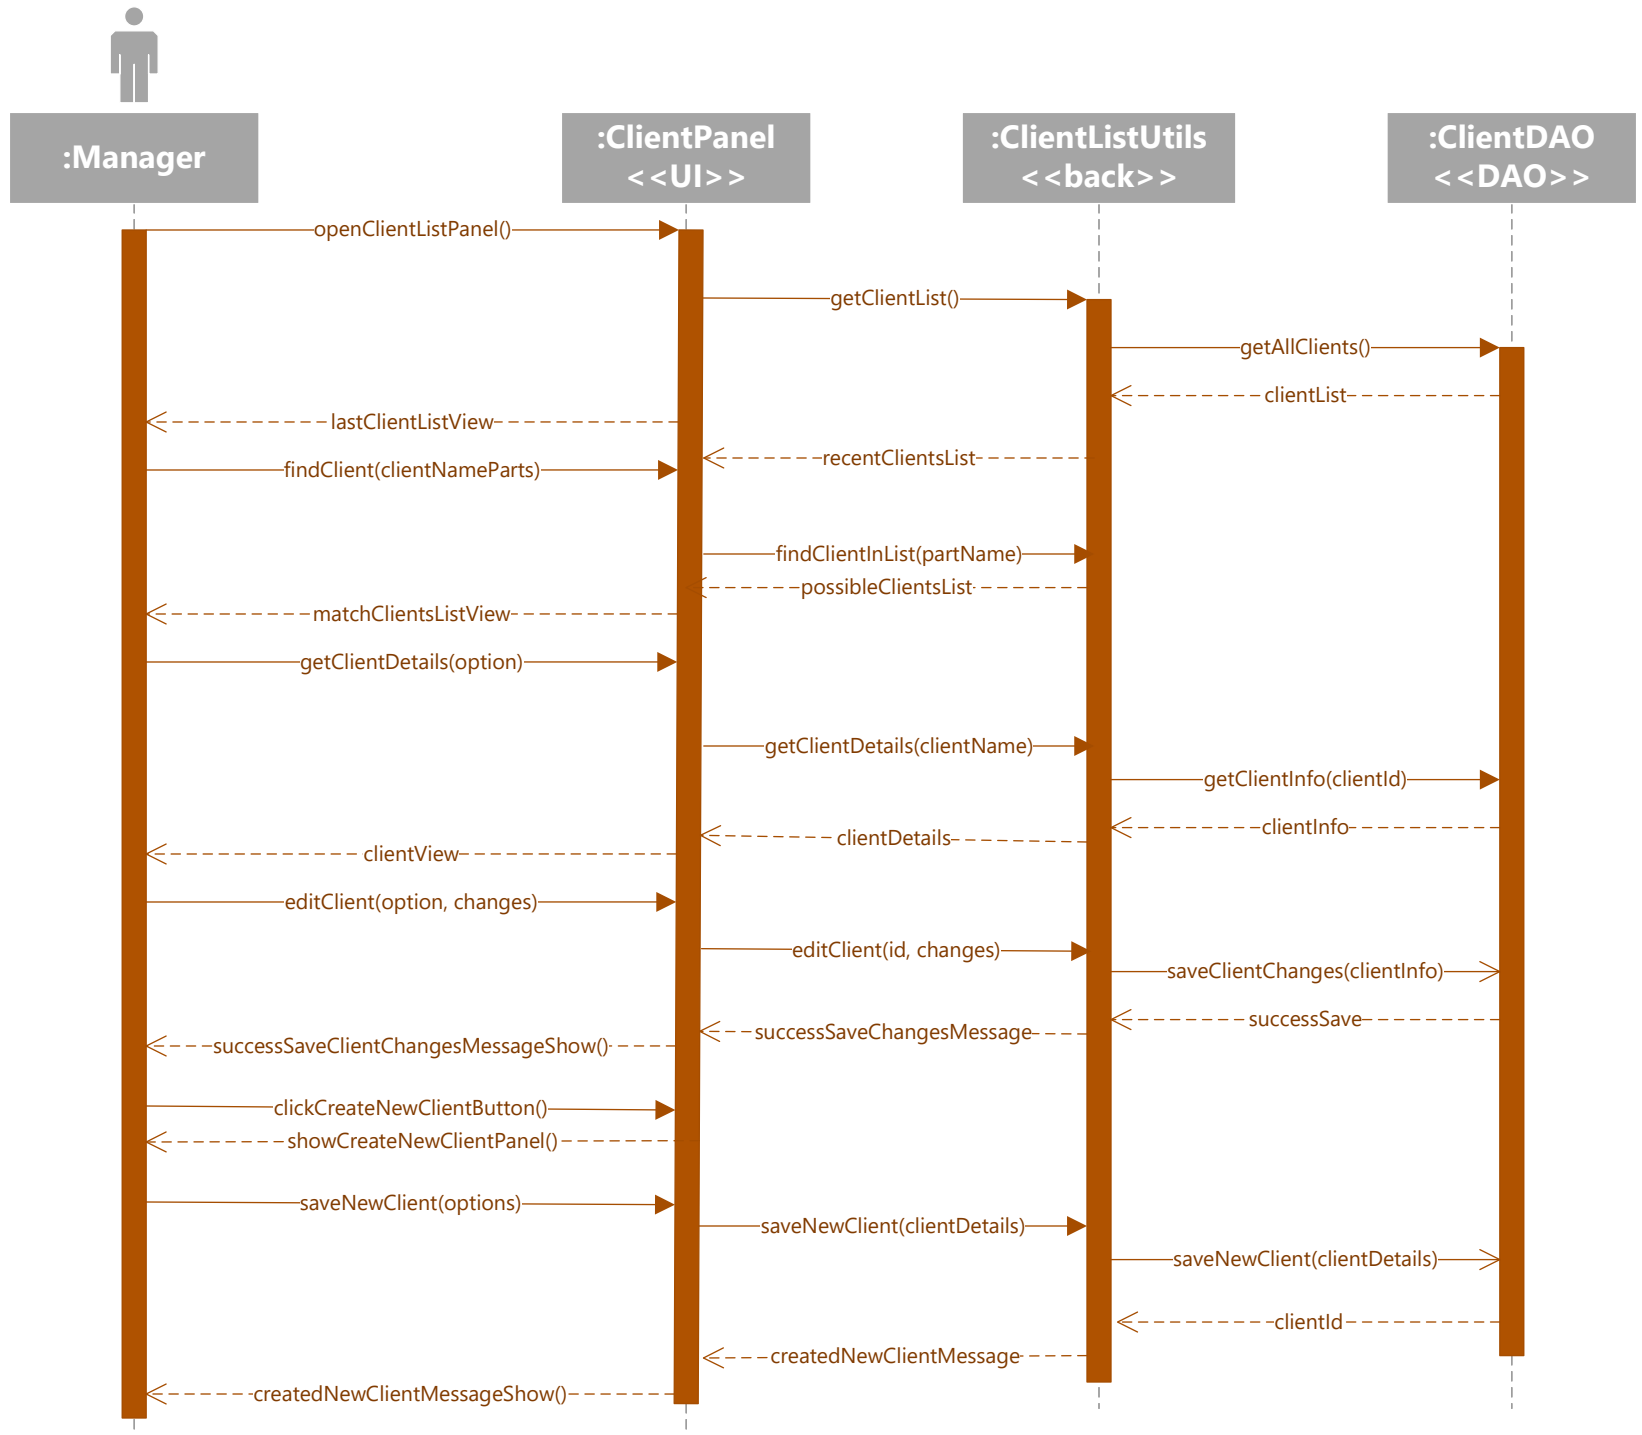 :Manager
:ClientPanel
<<UI>>
:ClientListUtils
<<back>>
:ClientDAO
<<DAO>>
openClientListPanel()
getClientList()
getAllClients()
clientList
lastClientListView
recentClientsList
findClient(clientNameParts)
findClientInList(partName)
possibleClientsList
matchClientsListView
getClientDetails(option)
getClientDetails(clientName)
getClientInfo(clientId)
clientInfo
clientDetails
clientView
editClient(option, changes)
editClient(id, changes)
saveClientChanges(clientInfo)
successSave
successSaveChangesMessage
successSaveClientChangesMessageShow()
clickCreateNewClientButton()
showCreateNewClientPanel()
saveNewClient(options)
saveNewClient(clientDetails)
saveNewClient(clientDetails)
clientId
createdNewClientMessage
createdNewClientMessageShow()